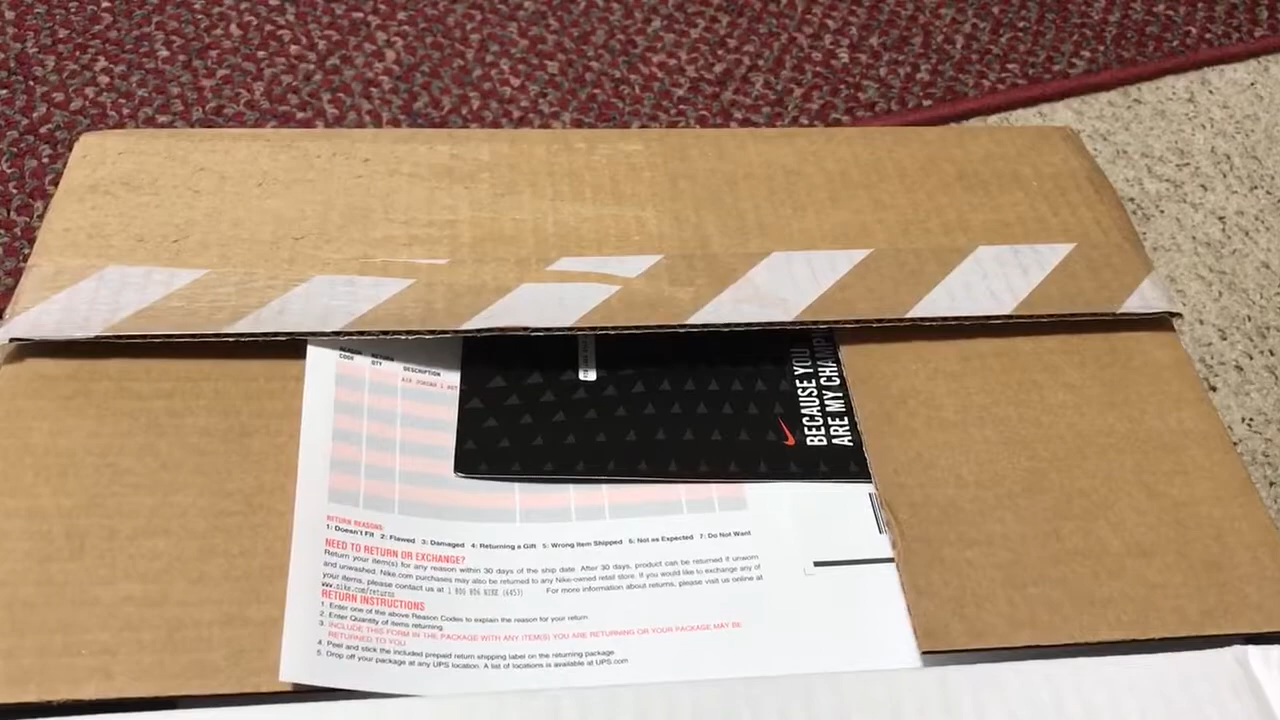 REASON RETURN
CODE QTY DESCRIPTION
AIR JORDAN 1 RET
BECAUSE YOU
ARE MY CHAMP
RETURN REASONS:
1: Doesn't Fit 2: Flawed 3: Damaged 4: Returning a Gift 5: Wrong Item Shipped 6: Not as Expected 7: Do Not Want
NEED TO RETURN OR EXCHANGE?
Return your item(s) for any reason within 30 days of the ship date. After 30 days, product can be returned if unworn
and unwashed. Nike.com purchases may also be returned to any Nike-owned retail store. If you would like to exchange any of
your items, please contact us at 1 800 806 NIKE (6453) For more information about returns, please visit us online at
www.nike.com/returns
RETURN INSTRUCTIONS
1. Enter one of the above Reason Codes to explain the reason for your return.
2. Enter Quantity of items returning.
3. INCLUDE THIS FORM IN THE PACKAGE WITH ANY ITEM(S) YOU ARE RETURNING OR YOUR PACKAGE MAY BE
RETURNED TO YOU
4. Peel and stick the included prepaid return shipping label on the returning package.
5. Drop off your package at any UPS location. A list of locations is available at UPS.com